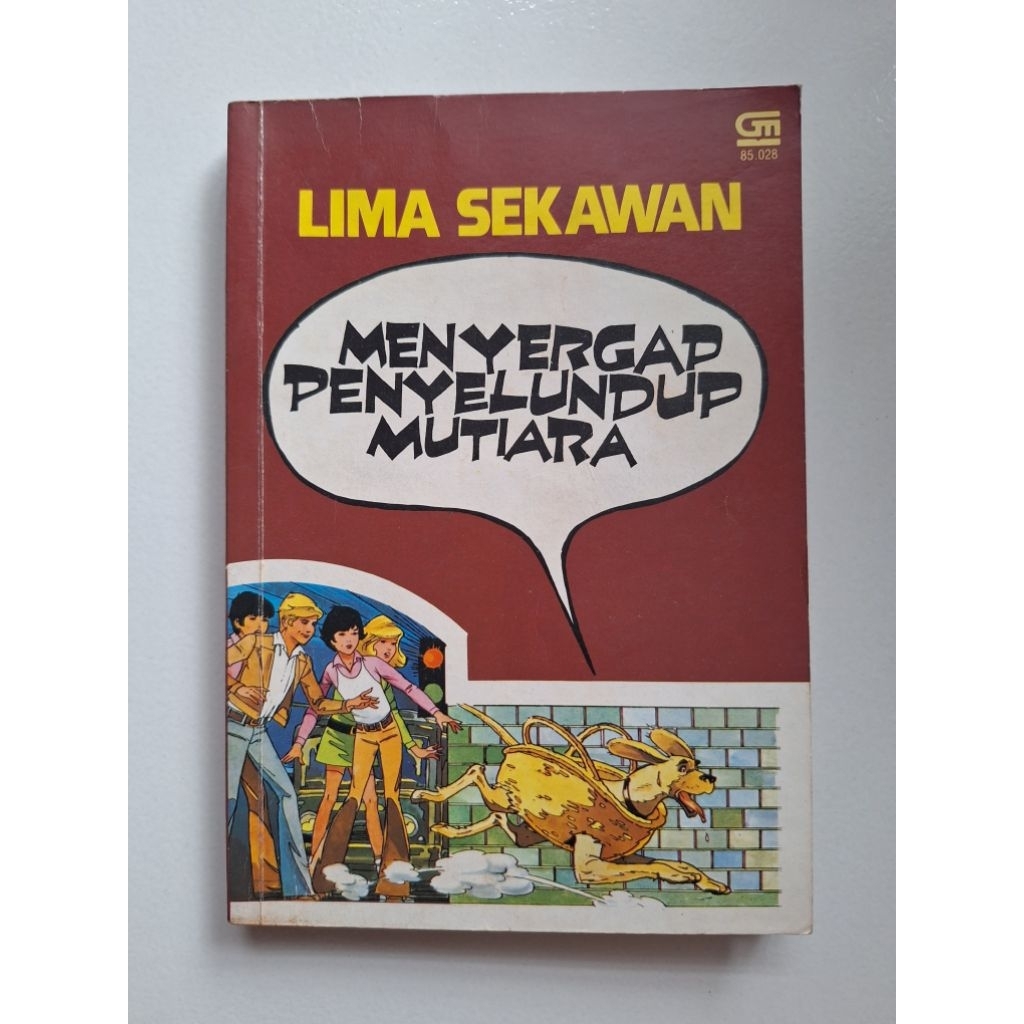 GM
85.028
LIMA SEKAWAN
MENYERGAP
PENYELUNDUP
MUTIARA